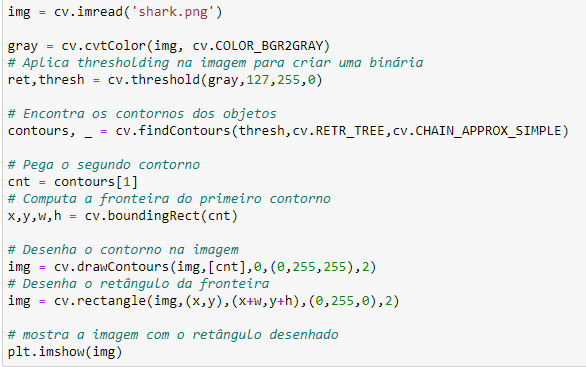 img = cv.imread('shark.png')
gray = cv.cvtColor(img, cv.COLOR_BGR2GRAY)
# Aplica thresholding na imagem para criar uma binária
ret,thresh = cv.threshold(gray,127,255,0)
# Encontra os contornos dos objetos
contours, _ = cv.findContours(thresh,cv.RETR_TREE,cv.CHAIN_APPROX_SIMPLE)
# Pega o segundo contorno
cnt = contours[1]
# Computa a fronteira do primeiro contorno
x,y,w,h = cv.boundingRect(cnt)
# Desenha o contorno na imagem
img = cv.drawContours(img,[cnt],0,(0,255,255),2)
# Desenha o retângulo da fronteira
img = cv.rectangle(img,(x,y),(x+w,y+h),(0,255,0),2)
# mostra a imagem com o retângulo desenhado
plt.imshow(img)